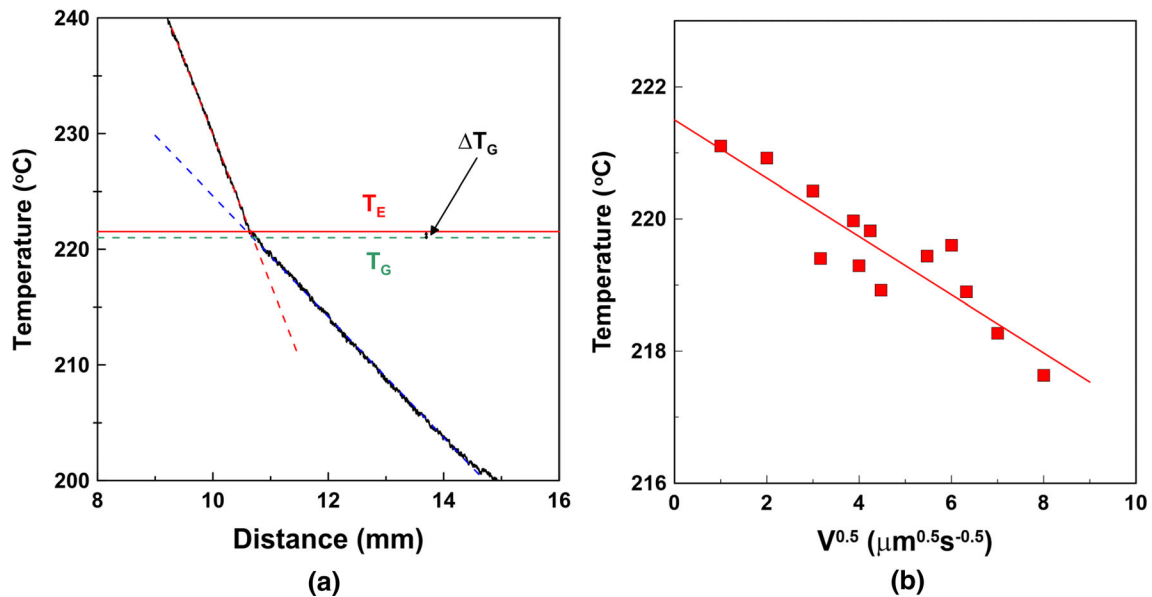 240
230
220
210
200
Temperature (°C)
8
10
12
14
16
Distance (mm)
ΔT_G
T_E
T_G
(a)
222
220
218
216
Temperature (°C)
0
2
4
6
8
10
V^0.5 (μm^0.5s^-0.5)
(b)